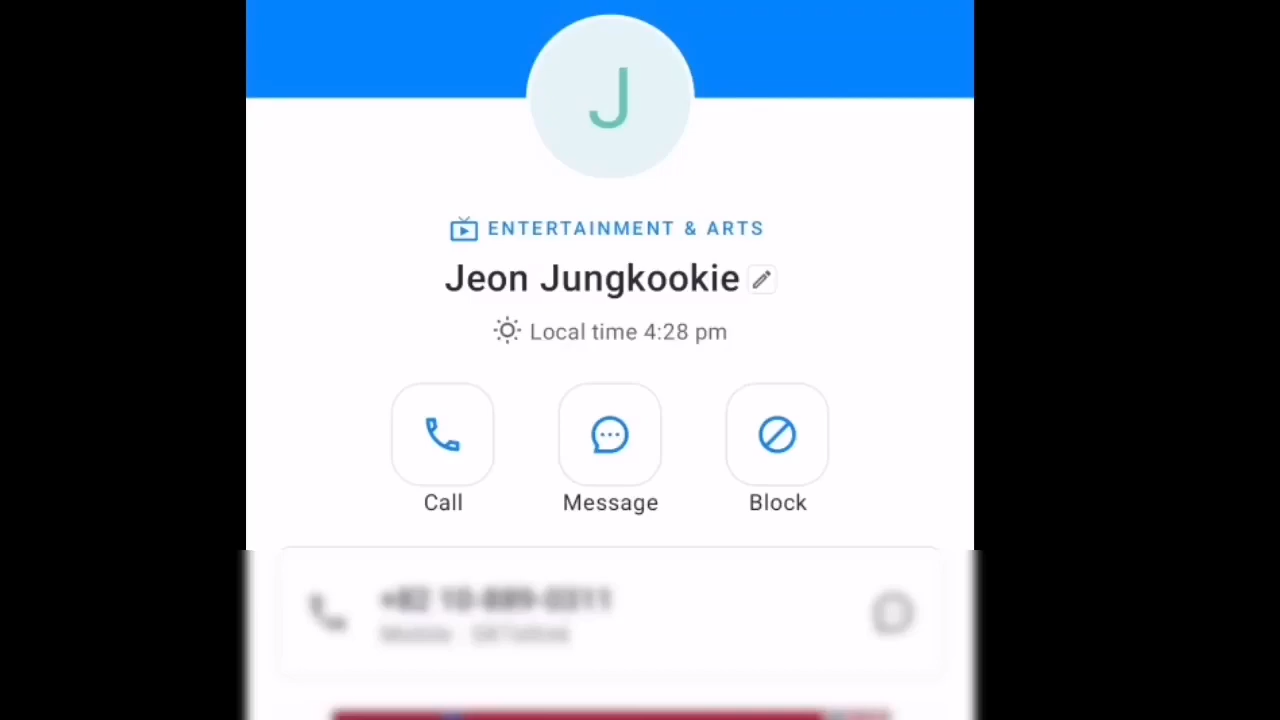 J
ENTERTAINMENT & ARTS
Jeon Jungkookie
Local time 4:28 pm
Call Message Block